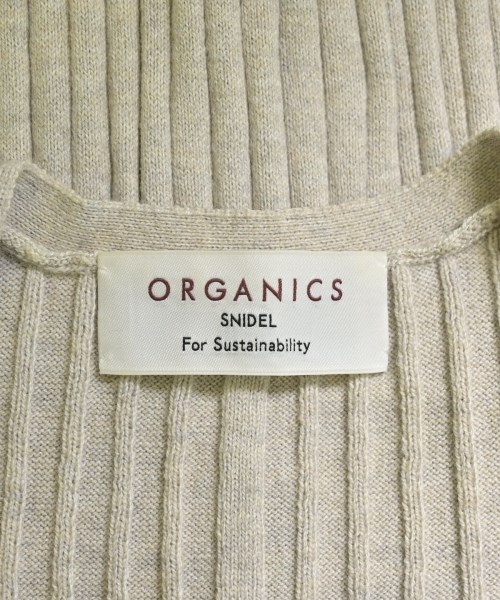 ORGANICS
SNIDEL
For Sustainability